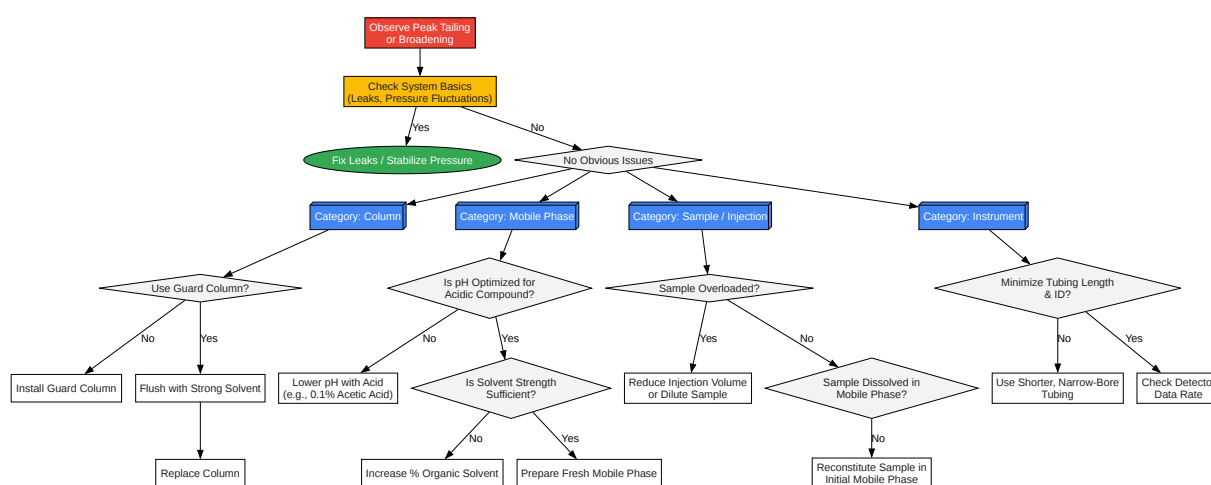 Observe Peak Tailing
or Broadening
Check System Basics
(Leaks, Pressure Fluctuations)
Yes
No
Fix Leaks / Stabilize Pressure
No Obvious Issues
Category: Column
Category: Mobile Phase
Category: Sample / Injection
Category: Instrument
Use Guard Column?
Is pH Optimized for
Acidic Compound?
Sample Overloaded?
Minimize Tubing Length
& ID?
No
Yes
No
Yes
Yes
No
No
Yes
Install Guard Column
Flush with Strong Solvent
Lower pH with Acid
(e.g., 0.1% Acetic Acid)
Is Solvent Strength
Sufficient?
Reduce Injection Volume
or Dilute Sample
Sample Dissolved in
Mobile Phase?
Use Shorter, Narrow-Bore
Tubing
Check Detecto
Data Rate
No
Yes
No
Replace Column
Increase % Organic Solvent
Prepare Fresh Mobile Phase
Reconstitute Sample in
Initial Mobile Phase